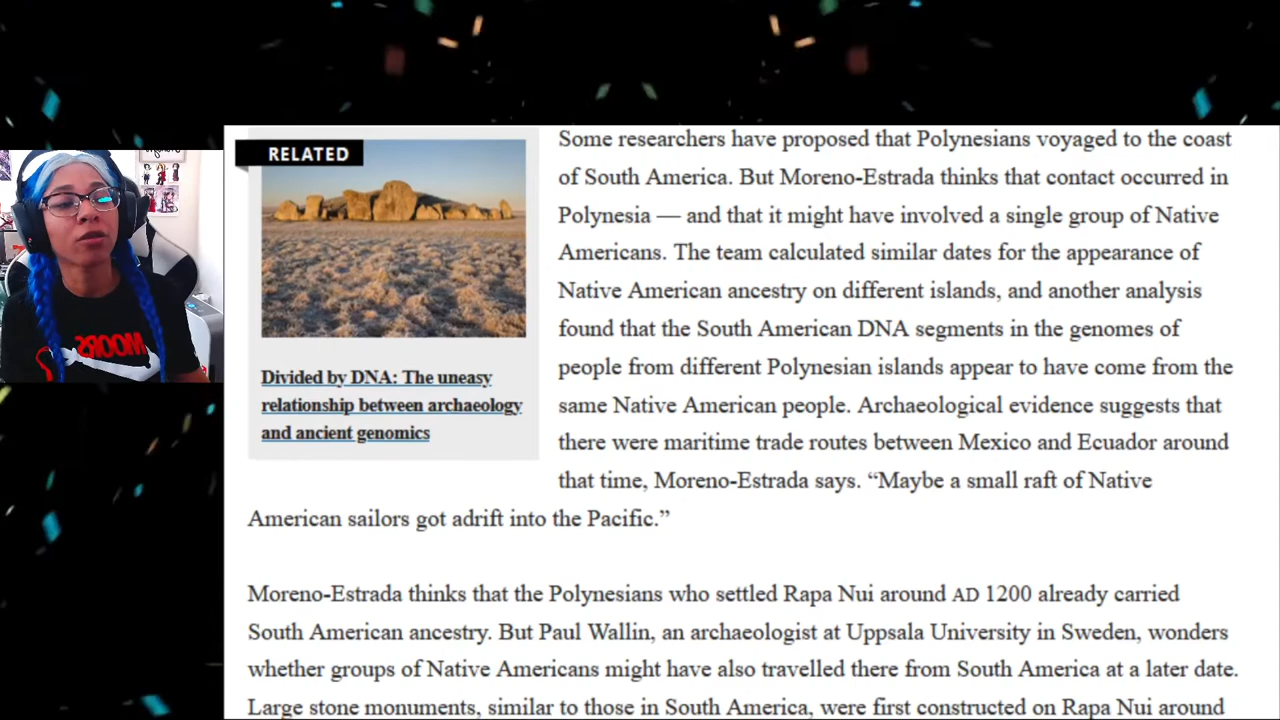 RELATED
Divided by DNA: The uneasy
relationship between archaeology
and ancient genomics
Some researchers have proposed that Polynesians voyaged to the coast
of South America. But Moreno-Estrada thinks that contact occurred in
Polynesia — and that it might have involved a single group of Native
Americans. The team calculated similar dates for the appearance of
Native American ancestry on different islands, and another analysis
found that the South American DNA segments in the genomes of
people from different Polynesian islands appear to have come from the
same Native American people. Archaeological evidence suggests that
there were maritime trade routes between Mexico and Ecuador around
that time, Moreno-Estrada says. “Maybe a small raft of Native
American sailors got adrift into the Pacific.”
Moreno-Estrada thinks that the Polynesians who settled Rapa Nui around AD 1200 already carried
South American ancestry. But Paul Wallin, an archaeologist at Uppsala University in Sweden, wonders
whether groups of Native Americans might have also travelled there from South America at a later date.
Large stone monuments, similar to those in South America, were first constructed on Rapa Nui around
MOORS